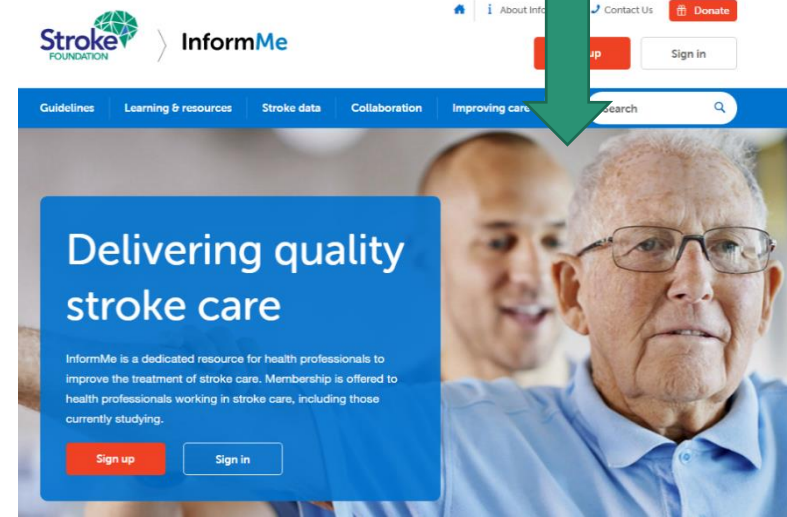 Stroke
FOUNDATION
InformMe
About Info
Contact Us
Donate
up
Sign in
Guidelines
Learning & resources
Stroke data
Collaboration
Improving care
Search
Delivering quality
stroke care
InformMe is a dedicated resource for health professionals to
improve the treatment of stroke care. Membership is offered to
health professionals working in stroke care, including those
currently studying.
Sign up
Sign in